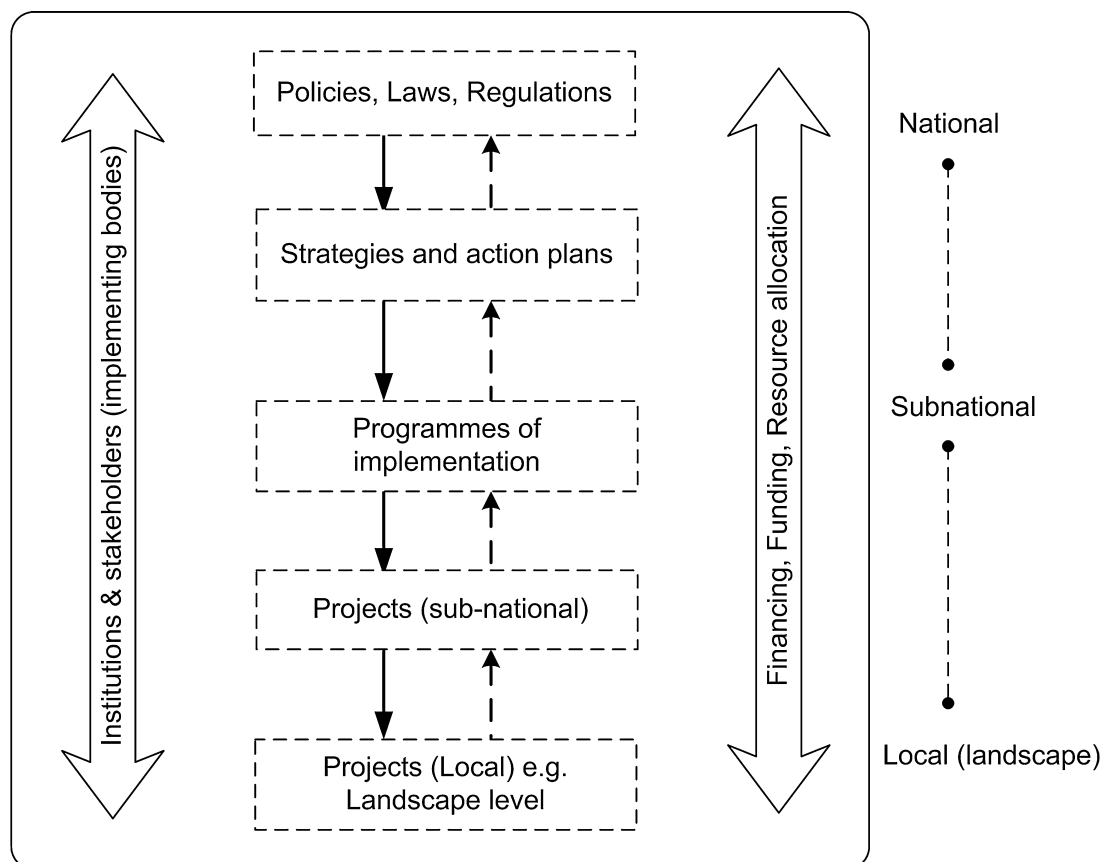 Policies, Laws, Regulations
Strategies and action plans
Programmes of
implementation
Projects (sub-national)
Projects (Local) e.g.
Landscape level
Institutions & stakeholders (implementing bodies)
Financing, Funding, Resource allocation
National
Subnational
Local (landscape)